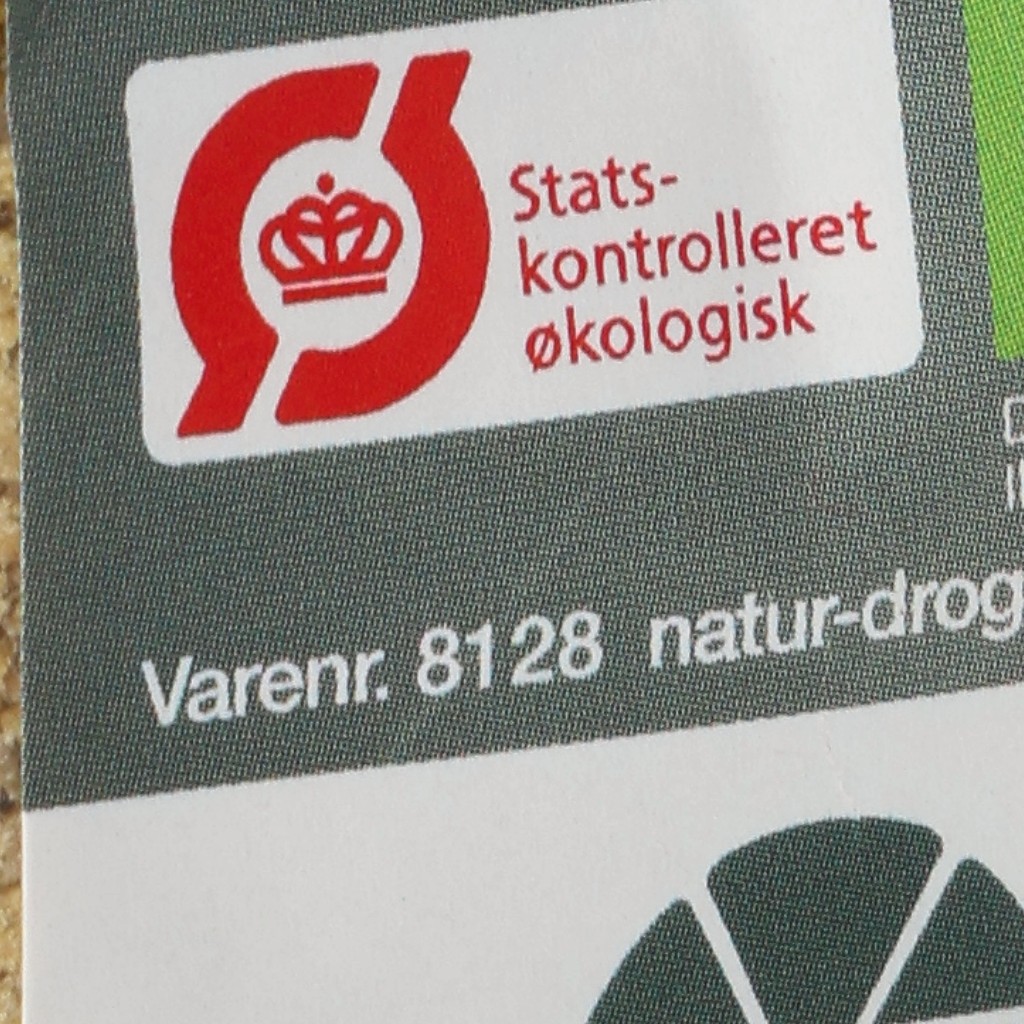 Stats-
kontrolleret
økologisk
Varenr. 8128 natur-drog